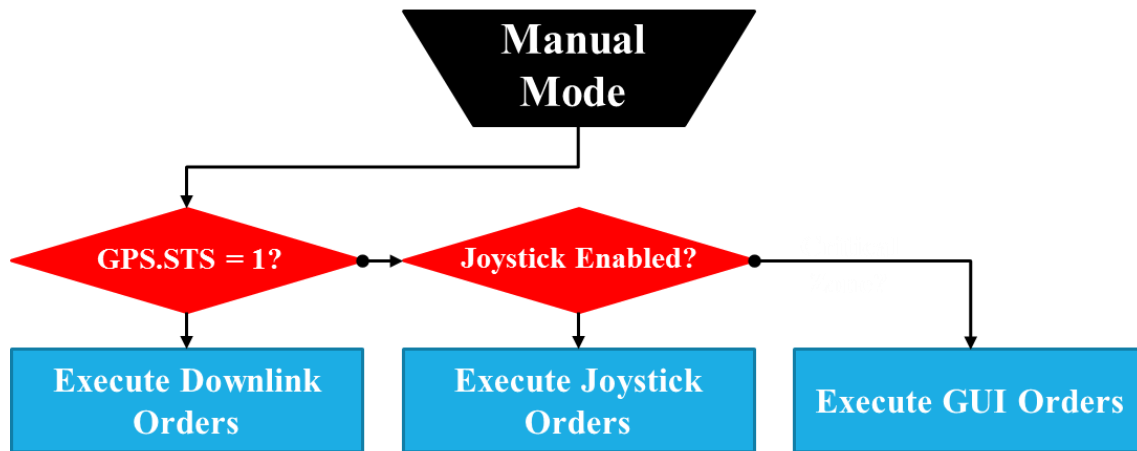 Manual
Mode
GPS.STS = 1?
Joystick Enabled?
Execute Downlink
Orders
Execute Joystick
Orders
Execute GUI Orders